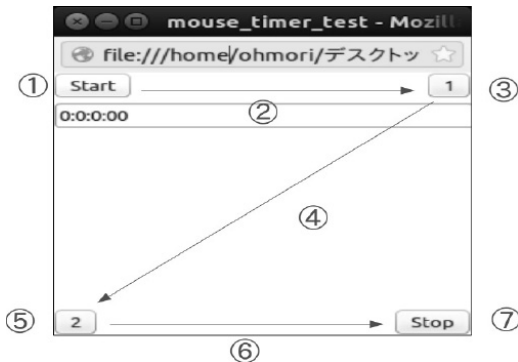 mouse_timer_test - Mozill
file:///home/ohmori/デスクトッ
① Start 1 ③
0:0:0:00 ②
④
⑤ 2 Stop ⑦
⑥